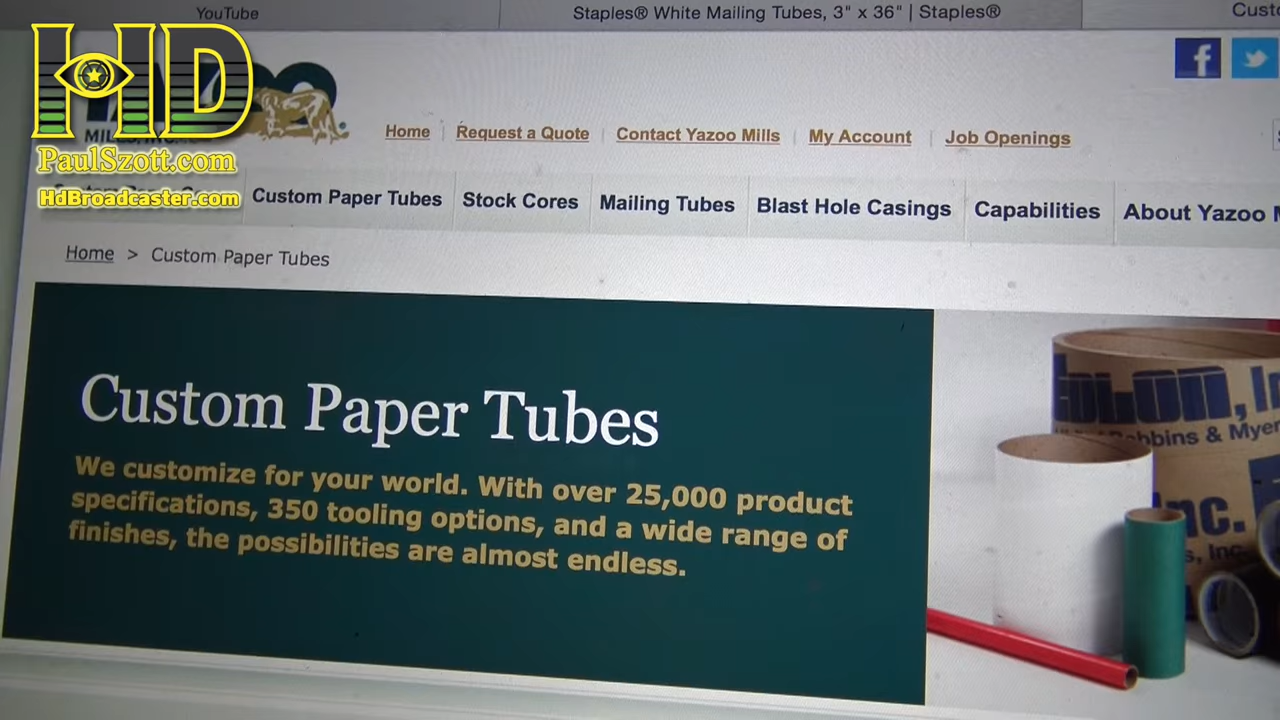 YouTube
Staples® White Mailing Tubes, 3" x 36" | Staples®
HD
PaulSzott.com
HdBroadcaster.com
Home
Request a Quote
Contact Yazoo Mills
My Account
Job Openings
Custom Paper Tubes
Stock Cores
Mailing Tubes
Blast Hole Casings
Capabilities
About Yazoo
Home > Custom Paper Tubes
Custom Paper Tubes
We customize for your world. With over 25,000 product
specifications, 350 tooling options, and a wide range of
finishes, the possibilities are almost endless.
Inc.